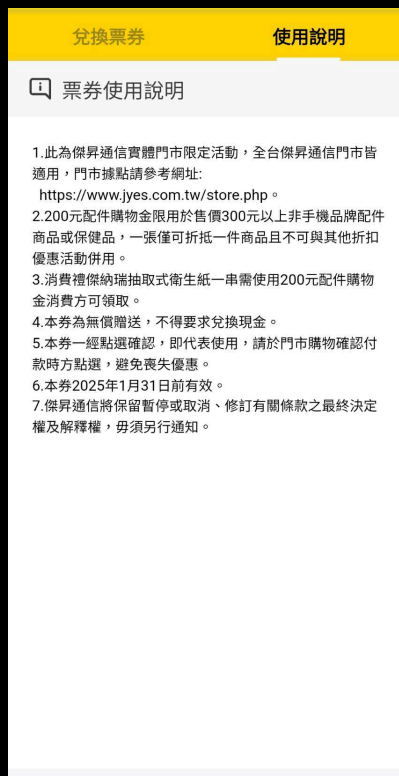 兌換票券
使用說明
票券使用說明
1.此為傑昇通信實體門市限定活動，全台傑昇通信門市皆
適用，門市據點請參考網址:
https://www.jyes.com.tw/store.php。
2.200元配件購物金限用於售價300元以上非手機品牌配件
商品或保健品，一張僅可折抵一件商品且不可與其他折扣
優惠活動併用。
3.消費禮傑納瑞抽取式衛生紙一串需使用200元配件購物
金消費方可領取。
4.本券為無償贈送，不得要求兌換現金。
5.本券一經點選確認，即代表使用，請於門市購物確認付
款時方點選，避免喪失優惠。
6.本券2025年1月31日前有效。
7.傑昇通信將保留暫停或取消、修訂有關條款之最終決定
權及解釋權，毋須另行通知。